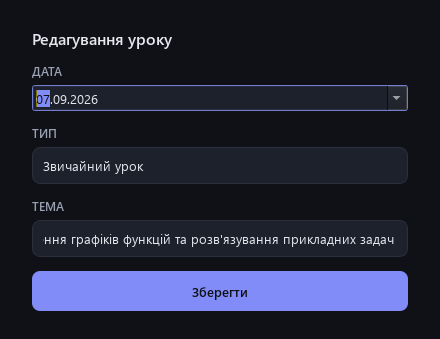 Редагування уроку
ДАТА
07.09.2026
ТИП
Звичайний урок
ТЕМА
ння графіків функцій та розв'язування прикладних задач
Зберегти